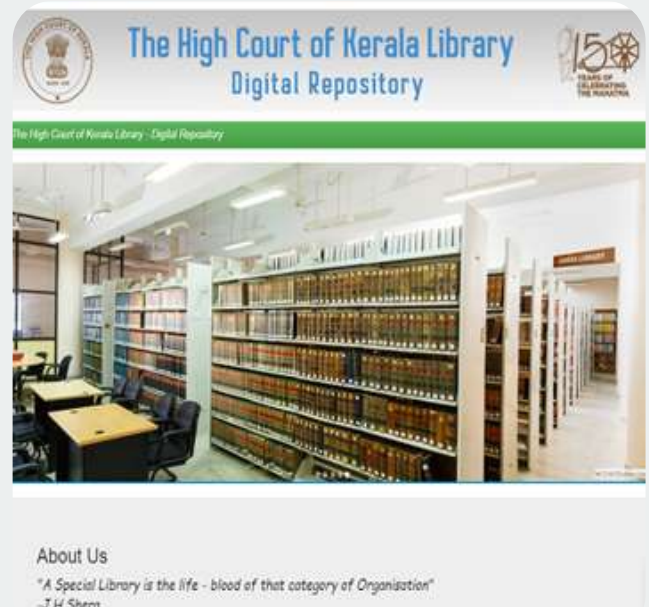 The High Court of Kerala Library
Digital Repository
150
YEARS OF
CELEBRATING
THE MAHATMA
The High Court of Kerala Library - Digital Repository
About Us
"A Special Library is the life - blood of that category of Organisation"
-J.H Shera